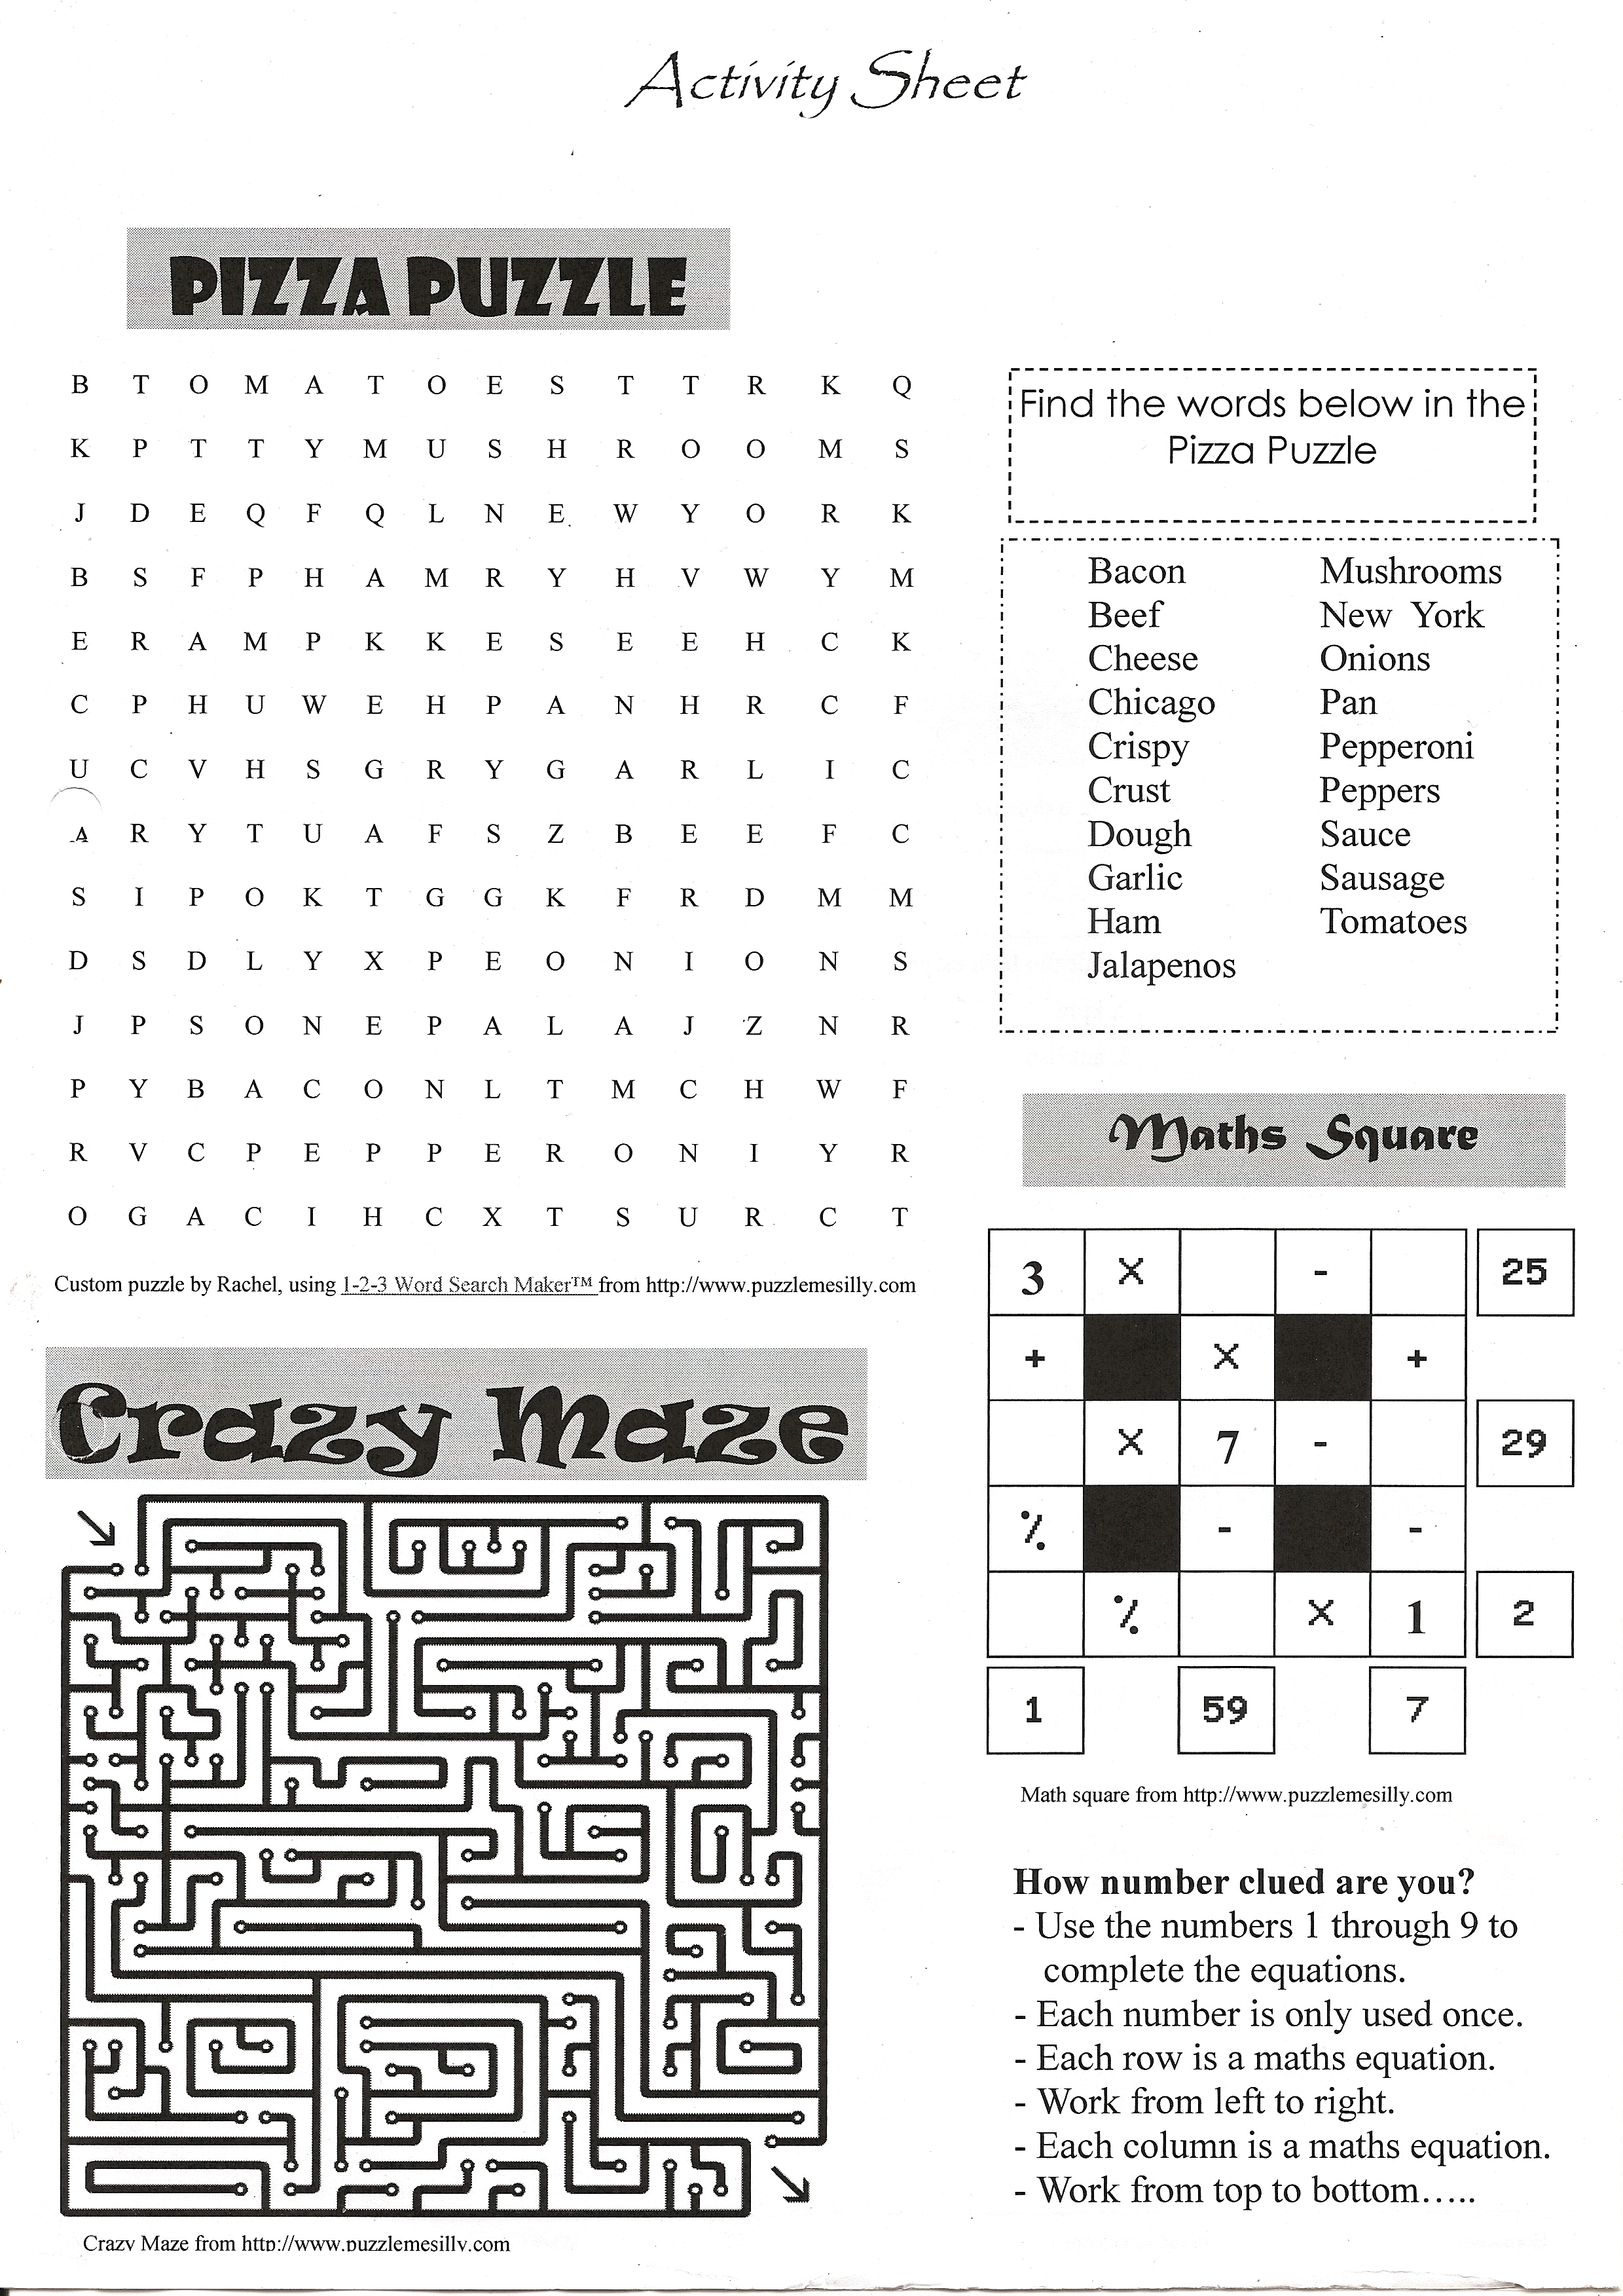 Activity Sheet
PIZZA PUZZLE
B T O M A T O E S T T R K Q
K P T T Y M U S H R O O M S
J D E Q F Q L N E W Y O R K
B S F P H A M R Y H V W Y M
E R A M P K K E S E E H C K
C P H U W E H P A N H R C F
U C V H S G R Y G A R L I C
A R Y T U A F S Z B E E F C
S I P O K T G G K F R D M M
D S D L Y X P E O N I O N S
J P S O N E P A L A J Z N R
P Y B A C O N L T M C H W F
R V C P E P P E R O N I Y R
O G A C I H C X T S U R C T
Custom puzzle by Rachel, using 1-2-3 Word Search Maker™ from http://www.puzzlemesilly.com
Find the words below in the
Pizza Puzzle
Bacon Mushrooms
Beef New York
Cheese Onions
Chicago Pan
Crispy Pepperoni
Crust Peppers
Dough Sauce
Garlic Sausage
Ham Tomatoes
Jalapenos
Crazy Maze
Crazy Maze from http://www.puzzlemesilly.com
Maths Square
3 × - 25
+ × +
× 7 - 29
٪ - -
٪ × 1 2
1 59 7
Math square from http://www.puzzlemesilly.com
How number clued are you?
- Use the numbers 1 through 9 to
complete the equations.
- Each number is only used once.
- Each row is a maths equation.
- Work from left to right.
- Each column is a maths equation.
- Work from top to bottom…..